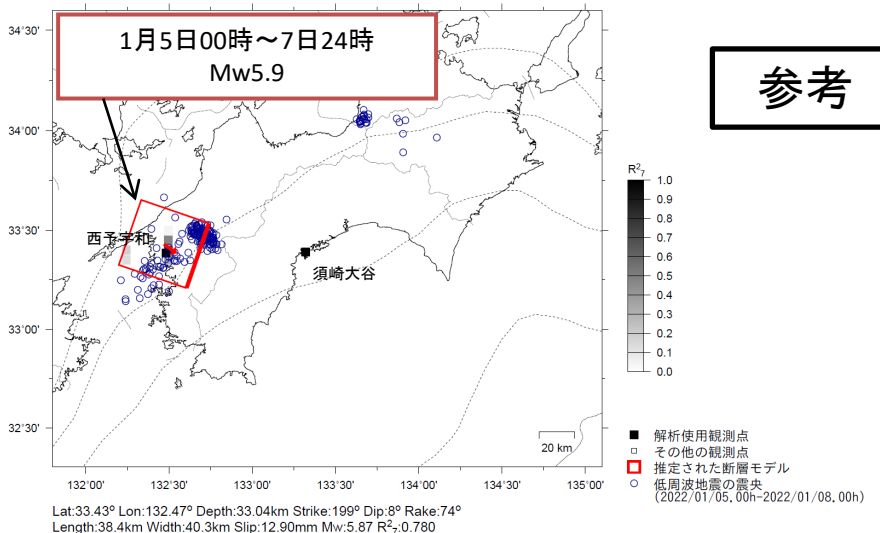 1月5日00時～7日24時
Mw5.9
参考
34°30'
34°00'
33°30'
33°00'
32°30'
132°00'
132°30'
133°00'
133°30'
134°00'
134°30'
135°00'
西予宇和
須崎大谷
20 km
R²₇
1.0
0.9
0.8
0.7
0.6
0.5
0.4
0.3
0.2
0.1
0.0
解析使用観測点
その他の観測点
推定された断層モデル
低周波地震の震央
(2022/01/05.00h-2022/01/08.00h)
Lat:33.43° Lon:132.47° Depth:33.04km Strike:199° Dip:8° Rake:74°
Length:38.4km Width:40.3km Slip:12.90mm Mw:5.87 R²₇:0.780